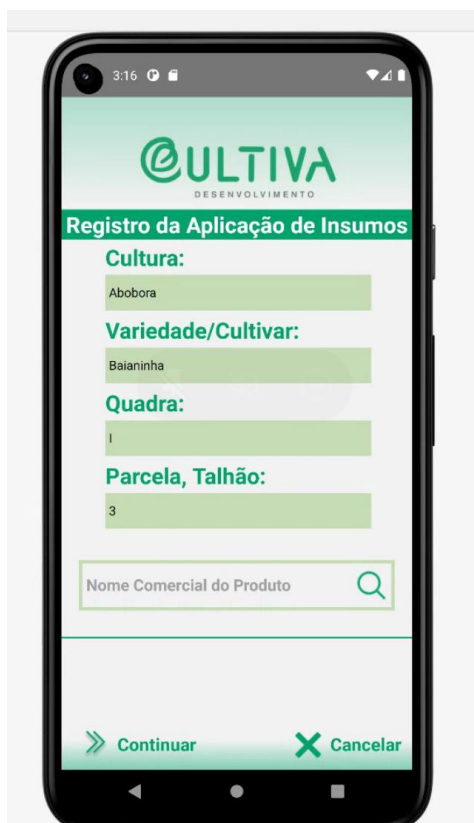 3:16
CULTIVA
DESENVOLVIMENTO
Registro da Aplicação de Insumos
Cultura:
Abobora
Variedade/Cultivar:
Baianinha
Quadra:
I
Parcela, Talhão:
3
Nome Comercial do Produto
Continuar
Cancelar